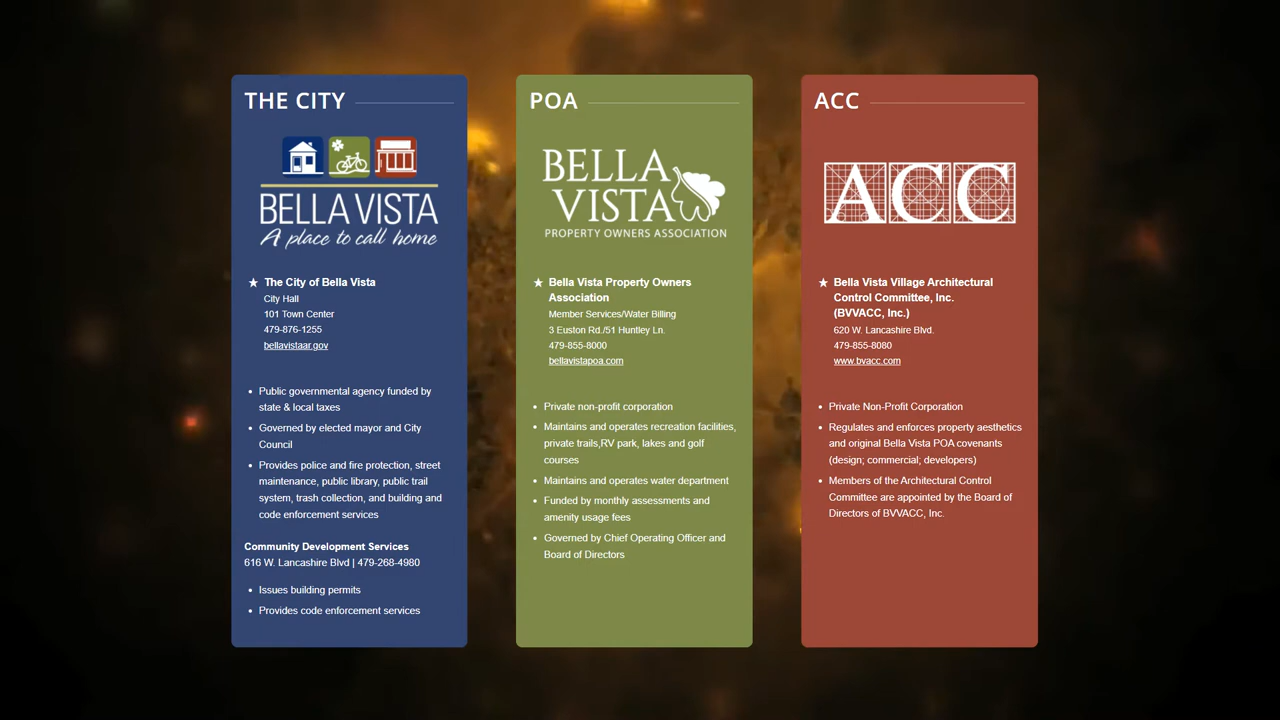 THE CITY
BELLA VISTA
A place to call home
★ The City of Bella Vista
City Hall
101 Town Center
479-876-1255
bellavistaar.gov
• Public governmental agency funded by
state & local taxes
• Governed by elected mayor and City
Council
• Provides police and fire protection, street
maintenance, public library, public trail
system, trash collection, and building and
code enforcement services
Community Development Services
616 W. Lancashire Blvd | 479-268-4980
• Issues building permits
• Provides code enforcement services
POA
BELLA
VISTA
PROPERTY OWNERS ASSOCIATION
★ Bella Vista Property Owners
Association
Member Services/Water Billing
3 Euston Rd./51 Huntley Ln.
479-855-8000
bellavistapoa.com
• Private non-profit corporation
• Maintains and operates recreation facilities,
private trails,RV park, lakes and golf
courses
• Maintains and operates water department
• Funded by monthly assessments and
amenity usage fees
• Governed by Chief Operating Officer and
Board of Directors
ACC
ACC
★ Bella Vista Village Architectural
Control Committee, Inc.
(BVVACC, Inc.)
620 W. Lancashire Blvd.
479-855-8080
www.bvacc.com
• Private Non-Profit Corporation
• Regulates and enforces property aesthetics
and original Bella Vista POA covenants
(design; commercial; developers)
• Members of the Architectural Control
Committee are appointed by the Board of
Directors of BVVACC, Inc.